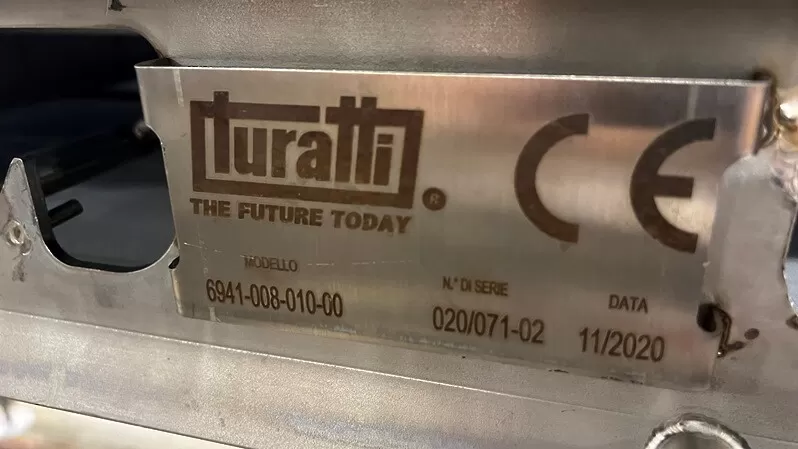 turatti
®
THE FUTURE TODAY
CE
MODELLO
6941-008-010-00
N.° DI SERIE
020/071-02
DATA
11/2020